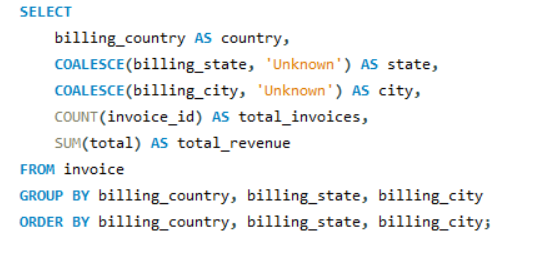 SELECT
    billing_country AS country,
    COALESCE(billing_state, 'Unknown') AS state,
    COALESCE(billing_city, 'Unknown') AS city,
    COUNT(invoice_id) AS total_invoices,
    SUM(total) AS total_revenue
FROM invoice
GROUP BY billing_country, billing_state, billing_city
ORDER BY billing_country, billing_state, billing_city;